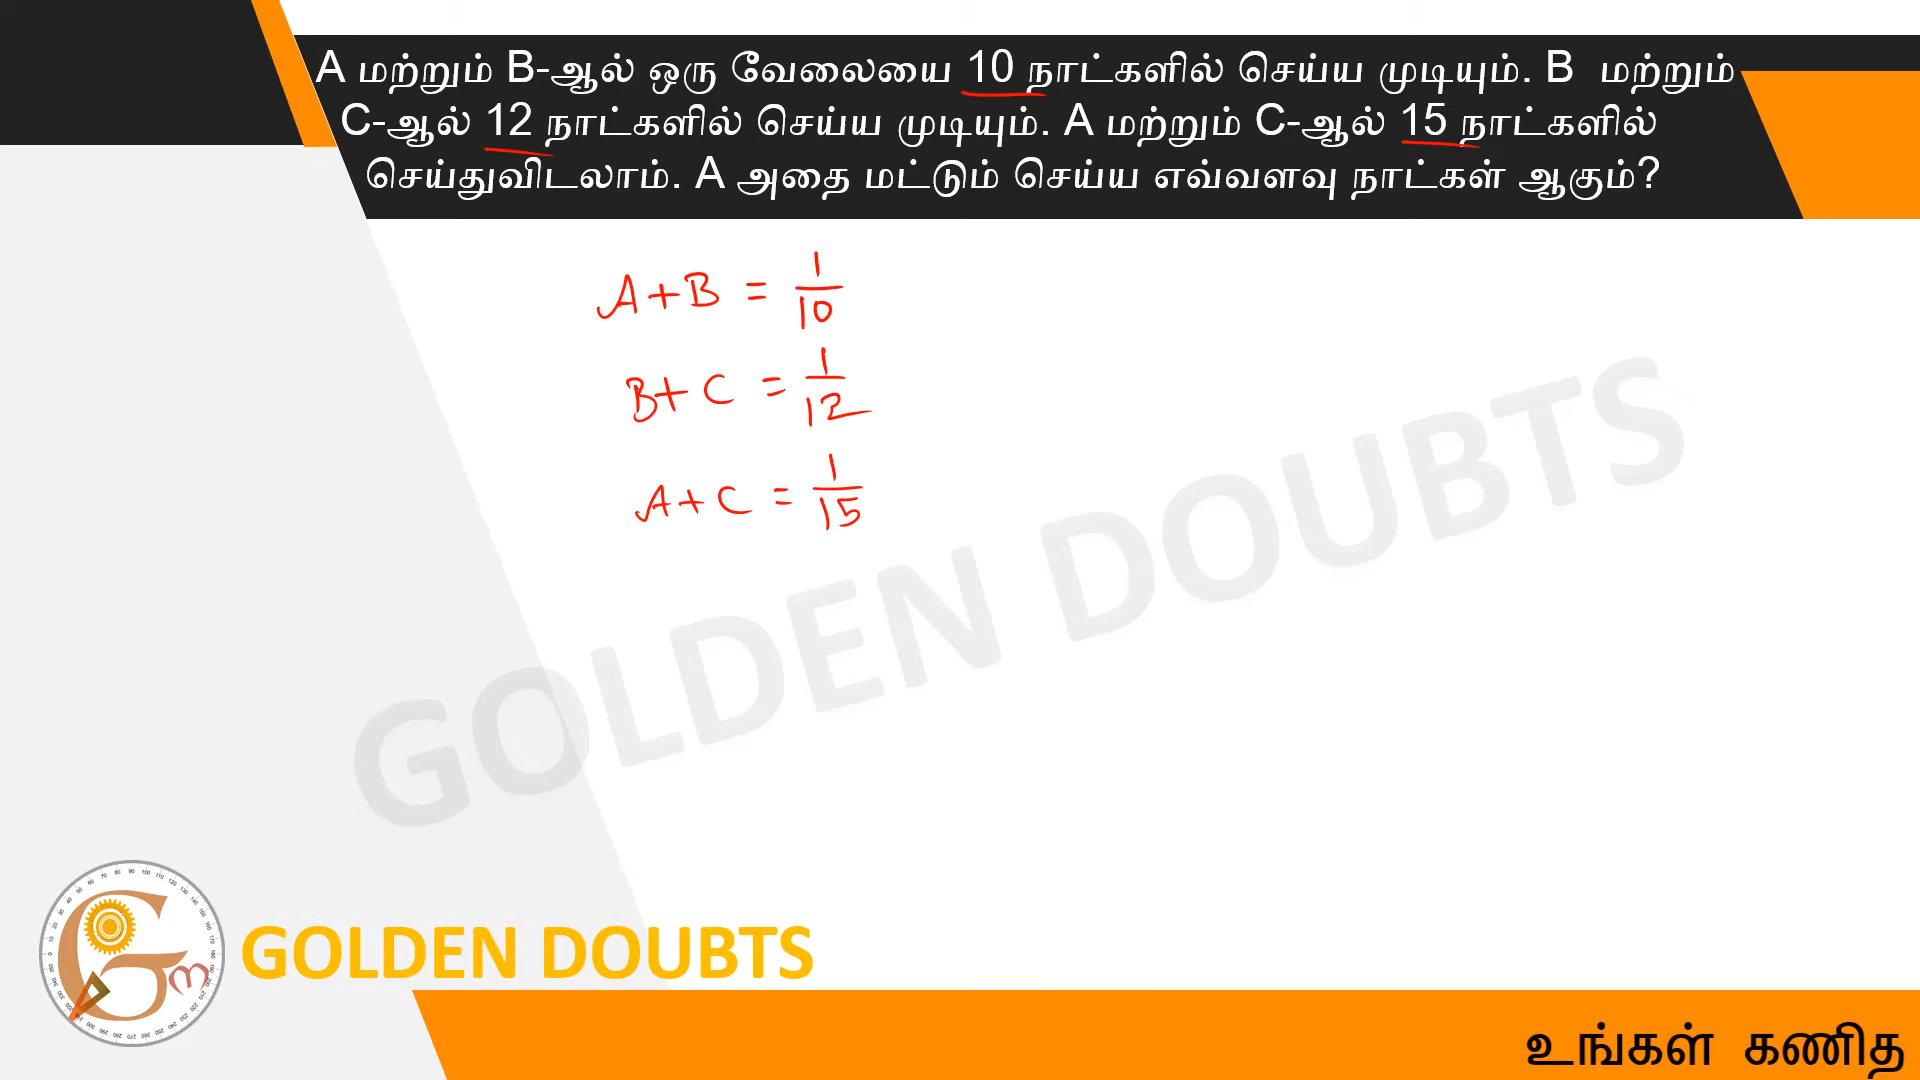 A மற்றும் B-ஆல் ஒரு வேலையை 10 நாட்களில் செய்ய முடியும். B மற்றும்
C-ஆல் 12 நாட்களில் செய்ய முடியும். A மற்றும் C-ஆல் 15 நாட்களில்
செய்துவிடலாம். A அதை மட்டும் செய்ய எவ்வளவு நாட்கள் ஆகும்?
A+B = 1/10
B+C = 1/12
A+C = 1/15
GOLDEN DOUBTS
GOLDEN DOUBTS
உங்கள் கணித